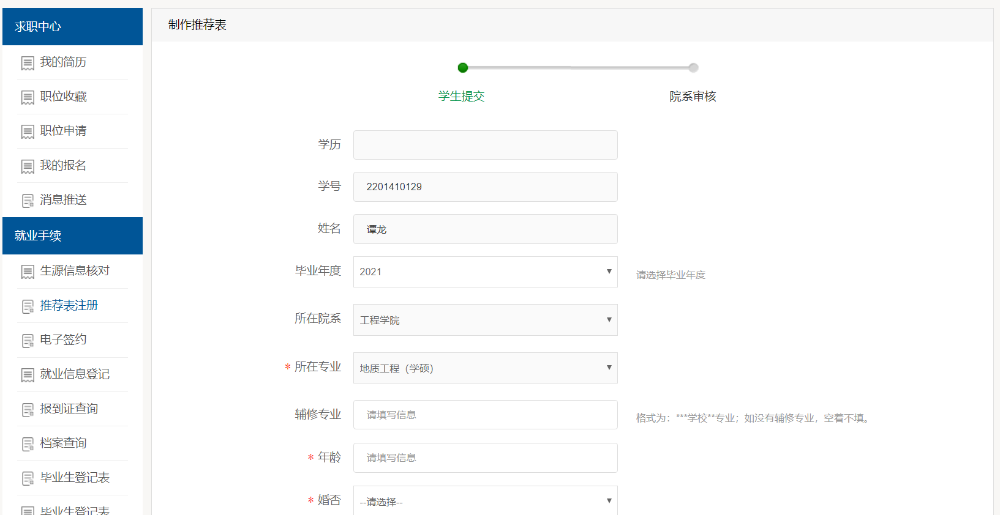 求职中心
我的简历
职位收藏
职位申请
我的报名
消息推送
就业手续
生源信息核对
推荐表注册
电子签约
就业信息登记
报到证查询
档案查询
毕业生登记表
毕业生登记表
制作推荐表
学生提交
院系审核
学历
学号 2201410129
姓名 谭龙
毕业年度 2021 ▼ 请选择毕业年度
所在院系 工程学院 ▼
* 所在专业 地质工程（学硕） ▼
辅修专业 请填写信息 格式为：***学校**专业；如没有辅修专业，空着不填。
* 年龄 请填写信息
* 婚否 --请选择-- ▼